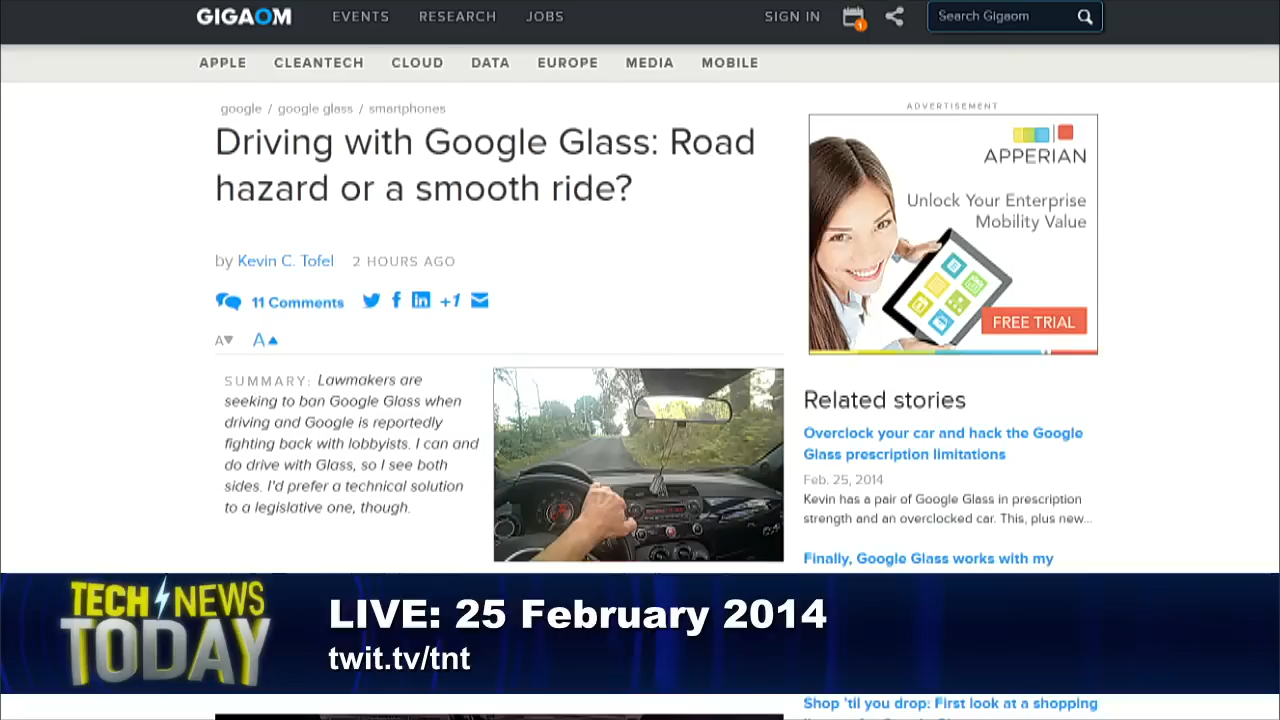 GIGAOM EVENTS RESEARCH JOBS SIGN IN 1 Search Gigaom
APPLE CLEANTECH CLOUD DATA EUROPE MEDIA MOBILE
google / google glass / smartphones
Driving with Google Glass: Road
hazard or a smooth ride?
by Kevin C. Tofel 2 HOURS AGO
11 Comments +1
A▼ A▲
SUMMARY: Lawmakers are
seeking to ban Google Glass when
driving and Google is reportedly
fighting back with lobbyists. I can and
do drive with Glass, so I see both
sides. I'd prefer a technical solution
to a legislative one, though.
ADVERTISEMENT
APPERIAN
Unlock Your Enterprise
Mobility Value
FREE TRIAL
Related stories
Overclock your car and hack the Google
Glass prescription limitations
Feb. 25, 2014
Kevin has a pair of Google Glass in prescription
strength and an overclocked car. This, plus new...
Finally, Google Glass works with my
TECH NEWS
TODAY
LIVE: 25 February 2014
twit.tv/tnt
Shop 'til you drop: First look at a shopping